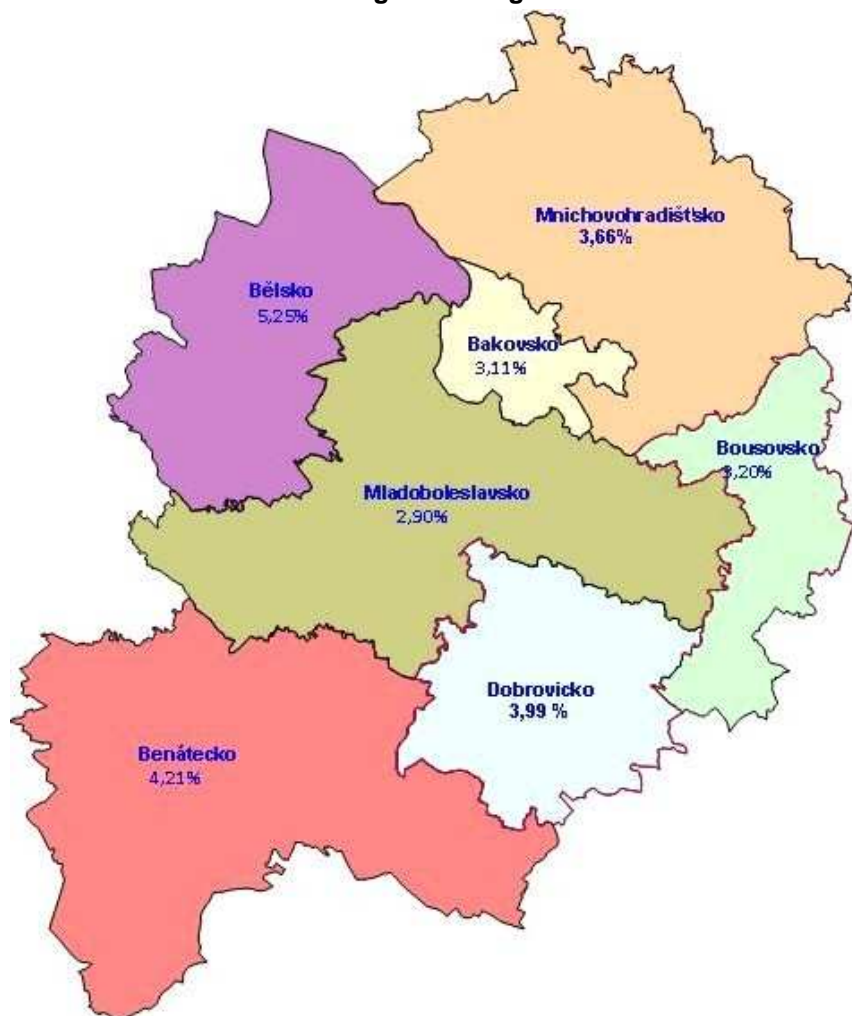 Mnichovohradišťsko
3,66%
Bělsko
5,25%
Bakovsko
3,11%
Bousovsko
3,20%
Mladoboleslavsko
2,90%
Dobrovicko
3,99 %
Benátecko
4,21%